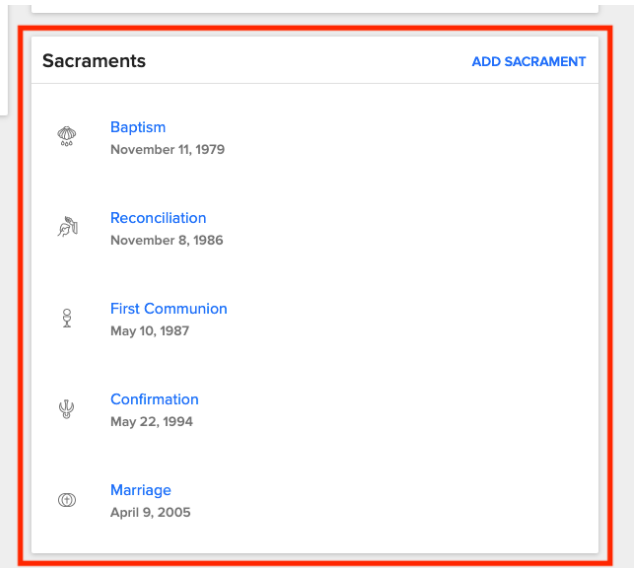 Sacraments
ADD SACRAMENT
Baptism
November 11, 1979
Reconciliation
November 8, 1986
First Communion
May 10, 1987
Confirmation
May 22, 1994
Marriage
April 9, 2005